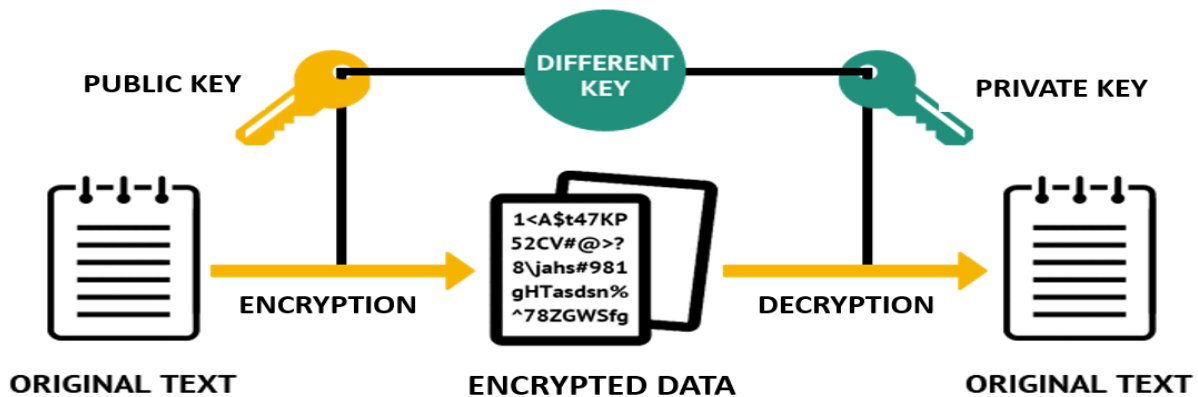 DIFFERENT
KEY
PUBLIC KEY
PRIVATE KEY
1<A$t47KP
52CV#@>?
8\jahs#981
gHTasdsn%
^78ZGWSfg
ENCRYPTION
DECRYPTION
ORIGINAL TEXT
ENCRYPTED DATA
ORIGINAL TEXT